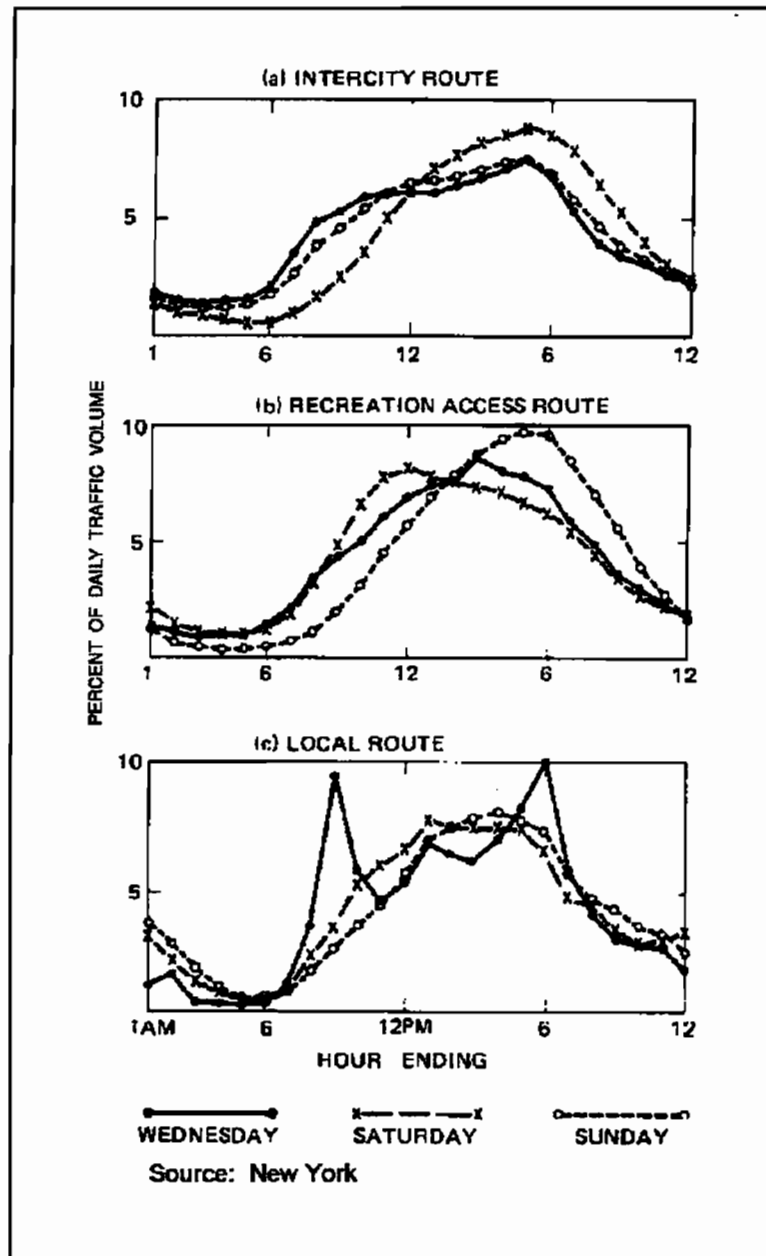 (a) INTERCITY ROUTE
10
5
1 6 12 6 12
(b) RECREATION ACCESS ROUTE
10
5
1 6 12 6 12
PERCENT OF DAILY TRAFFIC VOLUME
(c) LOCAL ROUTE
10
5
1AM 6 12PM 6 12
HOUR ENDING
WEDNESDAY SATURDAY SUNDAY
Source: New York